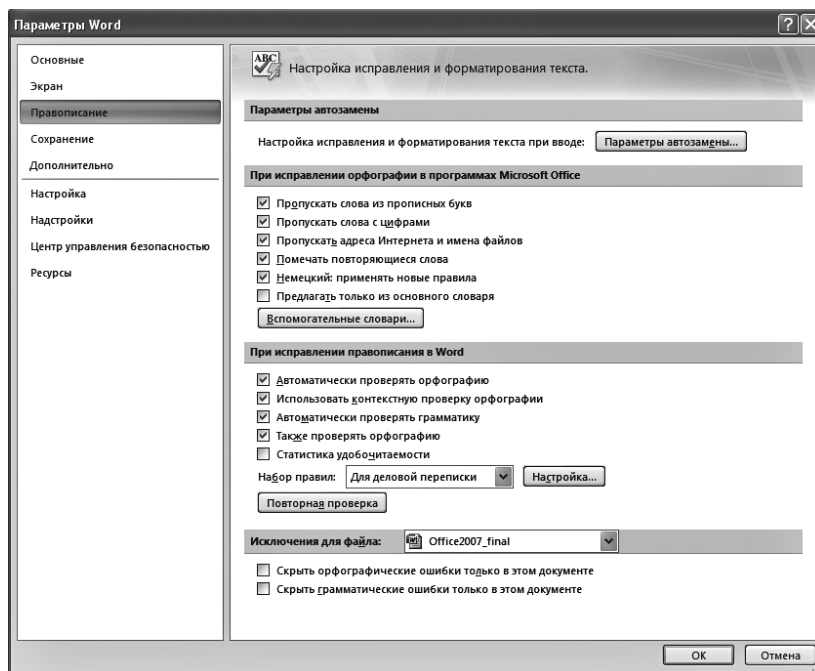 Параметры Word
Основные
Экран
Правописание
Сохранение
Дополнительно
Настройка
Надстройки
Центр управления безопасностью
Ресурсы
ABC
Настройка исправления и форматирования текста.
Параметры автозамены
Настройка исправления и форматирования текста при вводе: Параметры автозамены...
При исправлении орфографии в программах Microsoft Office
Пропускать слова из прописных букв
Пропускать слова с цифрами
Пропускать адреса Интернета и имена файлов
Помечать повторяющиеся слова
Немецкий: применять новые правила
Предлагать только из основного словаря
Вспомогательные словари...
При исправлении правописания в Word
Автоматически проверять орфографию
Использовать контекстную проверку орфографии
Автоматически проверять грамматику
Также проверять орфографию
Статистика удобочитаемости
Набор правил: Для деловой переписки Настройка...
Повторная проверка
Исключения для файла: Office2007_final
Скрыть орфографические ошибки только в этом документе
Скрыть грамматические ошибки только в этом документе
ОК Отмена